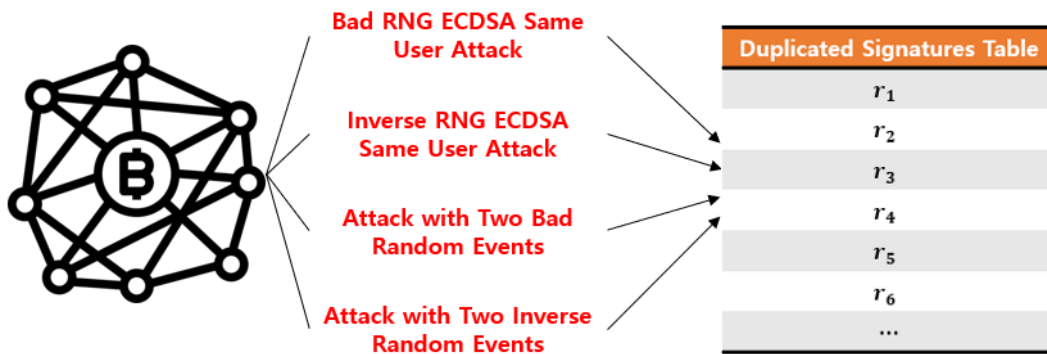 Bad RNG ECDSA Same
User Attack
Inverse RNG ECDSA
Same User Attack
Attack with Two Bad
Random Events
Attack with Two Inverse
Random Events
Duplicated Signatures Table
r₁
r₂
r₃
r₄
r₅
r₆
...